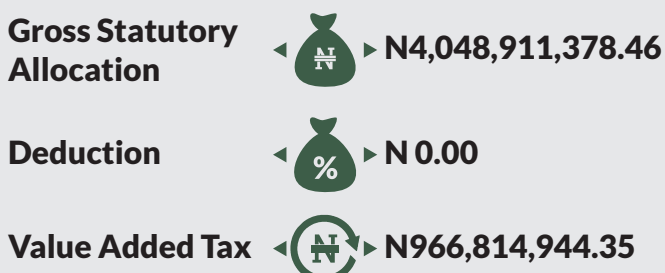 Gross Statutory
Allocation
₦
N4,048,911,378.46
Deduction
%
N 0.00
Value Added Tax
₦
N966,814,944.35